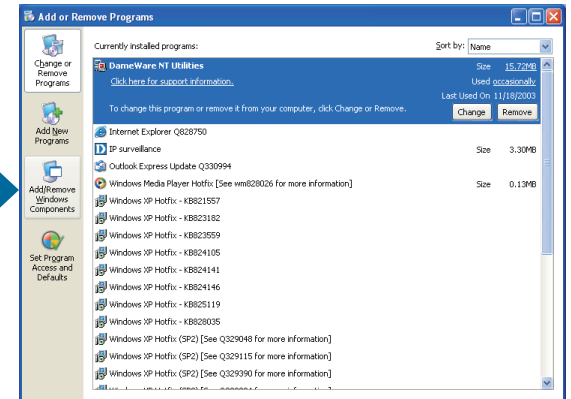 Add or Remove Programs
Change or
Remove
Programs
Add New
Programs
Add/Remove
Windows
Components
Set Program
Access and
Defaults
Currently installed programs:
Sort by: Name
DameWare NT Utilities Size 15.72MB
Click here for support information. Used occasionally
Last Used On 11/18/2003
To change this program or remove it from your computer, click Change or Remove. Change Remove
Internet Explorer Q828750
IP surveillance Size 3.30MB
Outlook Express Update Q330994
Windows Media Player Hotfix [See wm828026 for more information] Size 0.13MB
Windows XP Hotfix - KB821557
Windows XP Hotfix - KB823182
Windows XP Hotfix - KB823559
Windows XP Hotfix - KB824105
Windows XP Hotfix - KB824141
Windows XP Hotfix - KB824146
Windows XP Hotfix - KB825119
Windows XP Hotfix - KB828035
Windows XP Hotfix (SP2) [See Q329048 for more information]
Windows XP Hotfix (SP2) [See Q329115 for more information]
Windows XP Hotfix (SP2) [See Q329390 for more information]